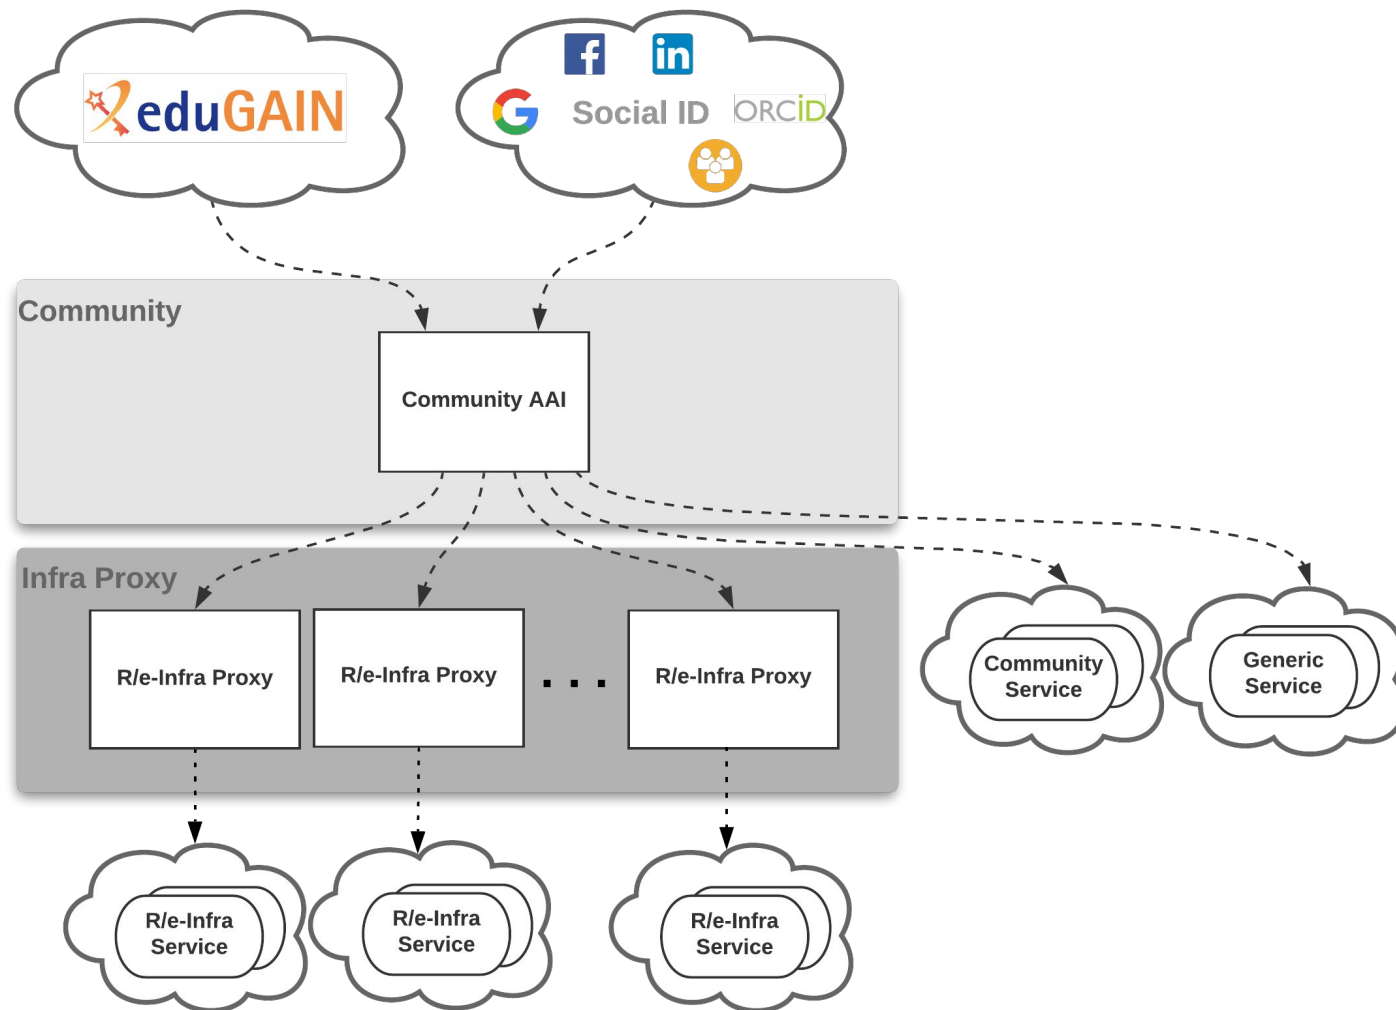 eduGAIN
f
in
G
Social ID
ORCiD
Community
Community AAI
Infra Proxy
R/e-Infra Proxy
R/e-Infra Proxy
. . .
R/e-Infra Proxy
Community
Service
Generic
Service
R/e-Infra
Service
R/e-Infra
Service
R/e-Infra
Service